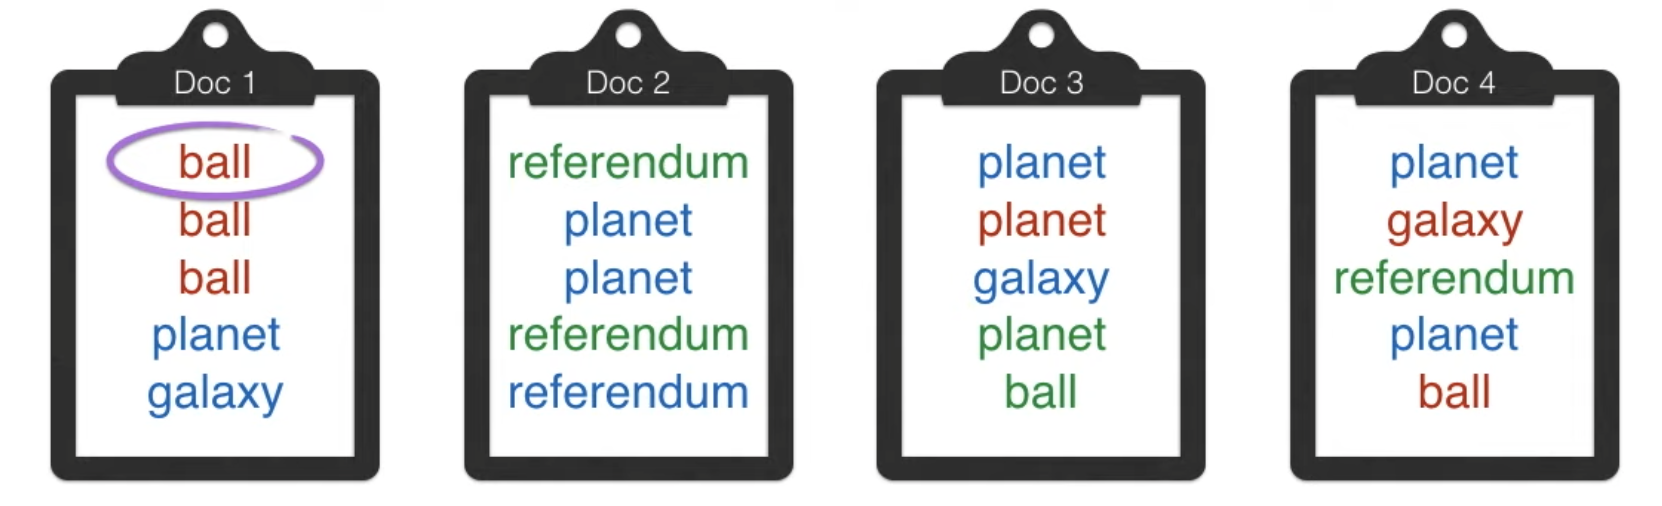 Doc 1
ball
ball
ball
planet
galaxy
Doc 2
referendum
planet
planet
referendum
referendum
Doc 3
planet
planet
galaxy
planet
ball
Doc 4
planet
galaxy
referendum
planet
ball